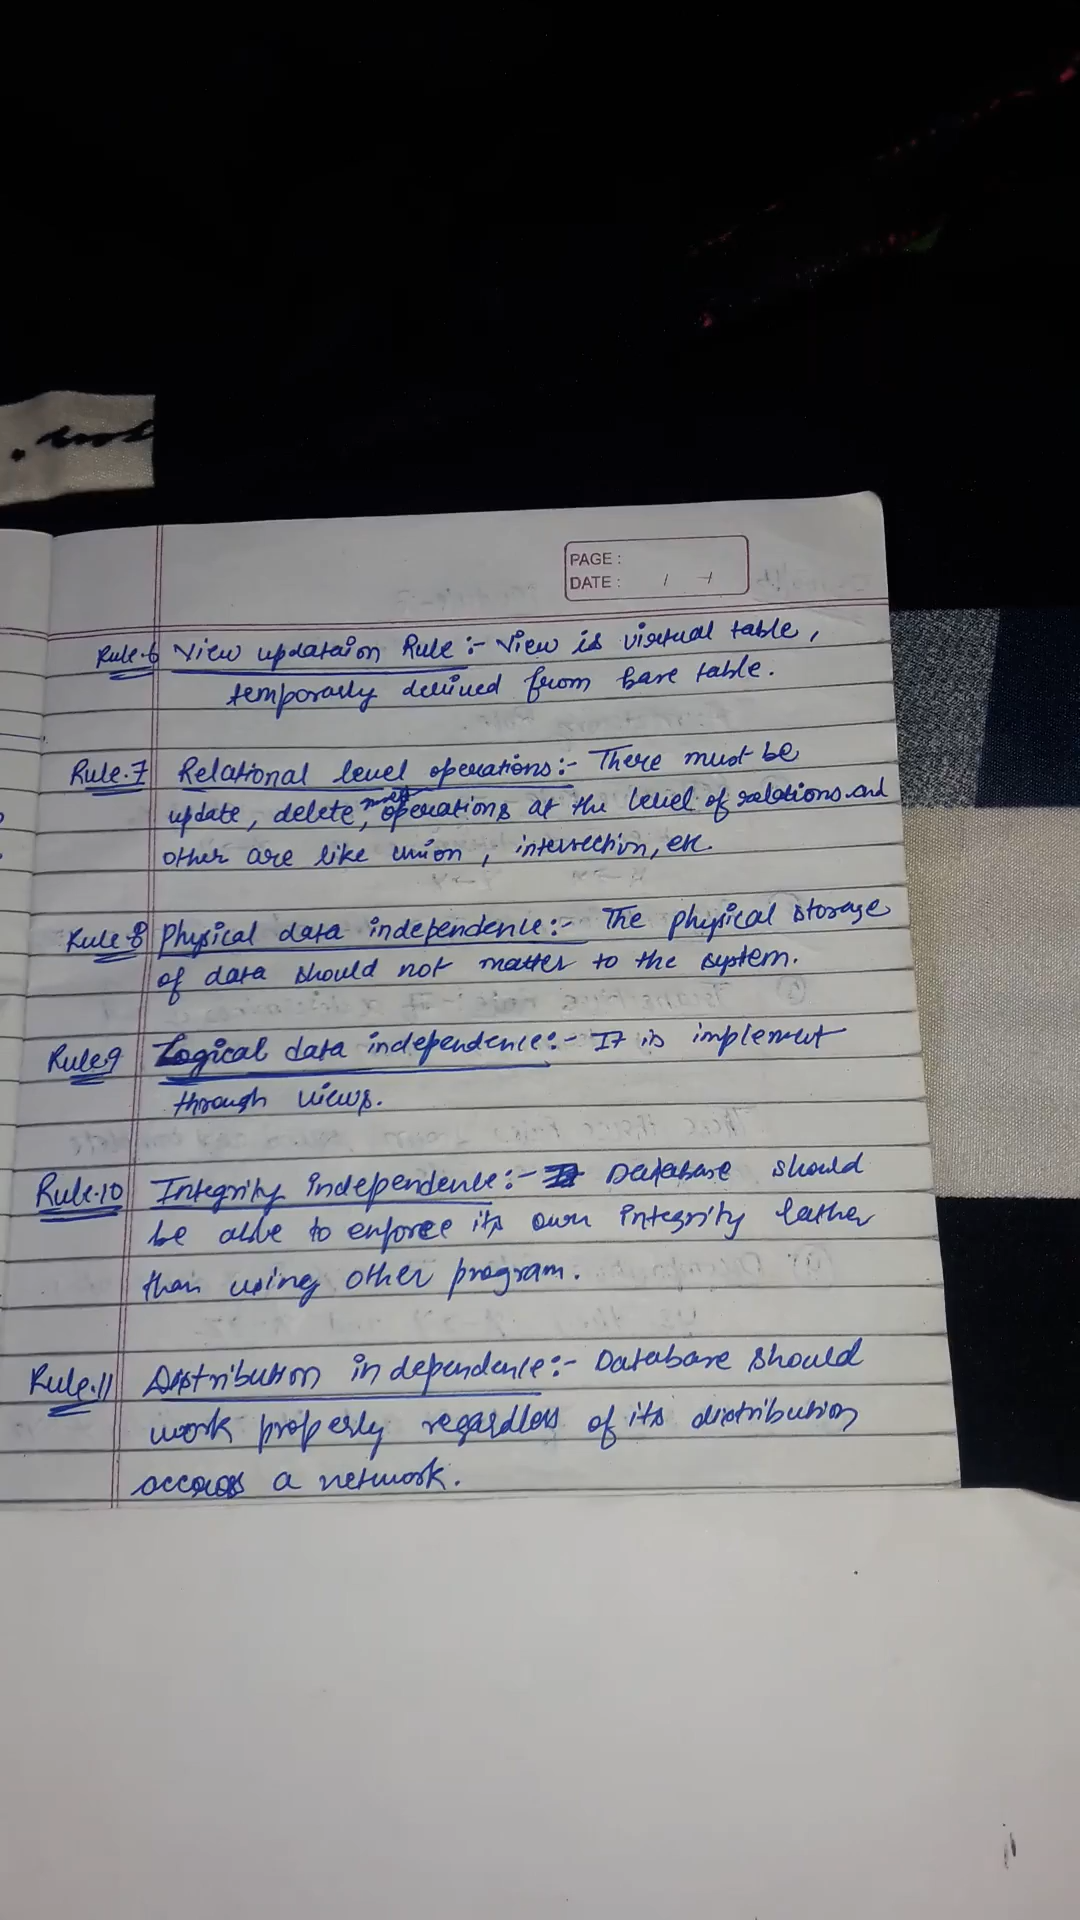 PAGE :
DATE : / /
Rule.6 View updataion Rule :- View is virtual table,
temporarly derived from base table.
Rule.7 Relational level operations :- There must be
update, delete, operations at the level of relations and
other are like union, intersection, etc.
Rule.8 Physical data independence :- The physical storage
of data should not matter to the system.
Rule.9 Logical data independence :- It is implement
through views.
Rule.10 Integrity independence :- Database should
be able to enforce its own integrity rather
than using other program.
Rule.11 Distribution independence :- Database should
work properly regardless of its distribution
accross a network.